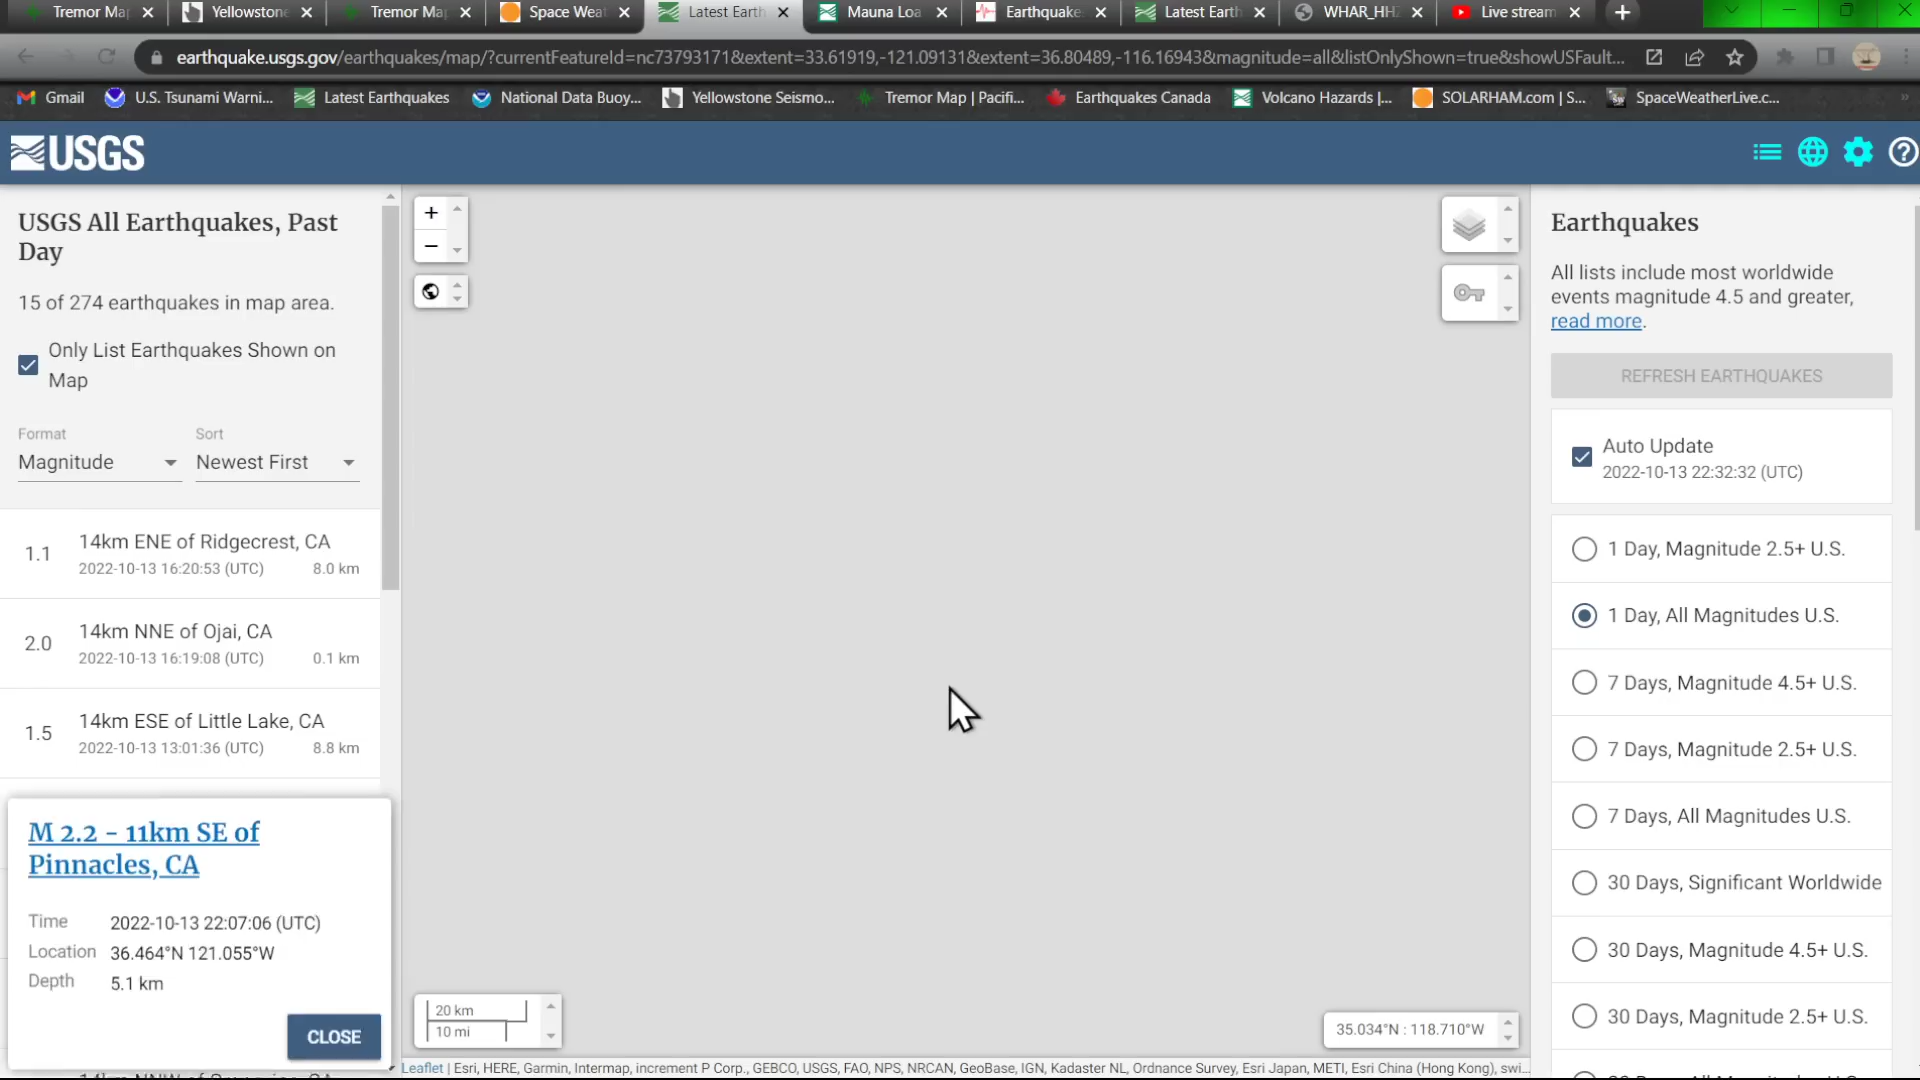 Tremor Ma
Yellowstone
Tremor Ma
Space Weat
Latest Earth
Mauna Loa
Earthquake
Latest Earth
WHAR_HH
Live stream
earthquake.usgs.gov/earthquakes/map/?currentFeatureId=nc73793171&extent=33.61919,-121.09131&extent=36.80489,-116.16943&magnitude=all&listOnlyShown=true&showUSFault...
Gmail
U.S. Tsunami Warni...
Latest Earthquakes
National Data Buoy...
Yellowstone Seismo...
Tremor Map | Pacifi...
Earthquakes Canada
Volcano Hazards |...
SOLARHAM.com | S...
SpaceWeatherLive.c...
USGS
USGS All Earthquakes, Past
Day
15 of 274 earthquakes in map area.
Only List Earthquakes Shown on
Map
Format
Sort
Magnitude
Newest First
1.1
14km ENE of Ridgecrest, CA
2022-10-13 16:20:53 (UTC)
8.0 km
2.0
14km NNE of Ojai, CA
2022-10-13 16:19:08 (UTC)
0.1 km
1.5
14km ESE of Little Lake, CA
2022-10-13 13:01:36 (UTC)
8.8 km
M 2.2 - 11km SE of
Pinnacles, CA
Time 2022-10-13 22:07:06 (UTC)
Location 36.464°N 121.055°W
Depth 5.1 km
CLOSE
+
−
20 km
10 mi
35.034°N : 118.710°W
Leaflet | Esri, HERE, Garmin, Intermap, increment P Corp., GEBCO, USGS, FAO, NPS, NRCAN, GeoBase, IGN, Kadaster NL, Ordnance Survey, Esri Japan, METI, Esri China (Hong Kong), swi...
Earthquakes
All lists include most worldwide
events magnitude 4.5 and greater,
read more.
REFRESH EARTHQUAKES
Auto Update
2022-10-13 22:32:32 (UTC)
1 Day, Magnitude 2.5+ U.S.
1 Day, All Magnitudes U.S.
7 Days, Magnitude 4.5+ U.S.
7 Days, Magnitude 2.5+ U.S.
7 Days, All Magnitudes U.S.
30 Days, Significant Worldwide
30 Days, Magnitude 4.5+ U.S.
30 Days, Magnitude 2.5+ U.S.